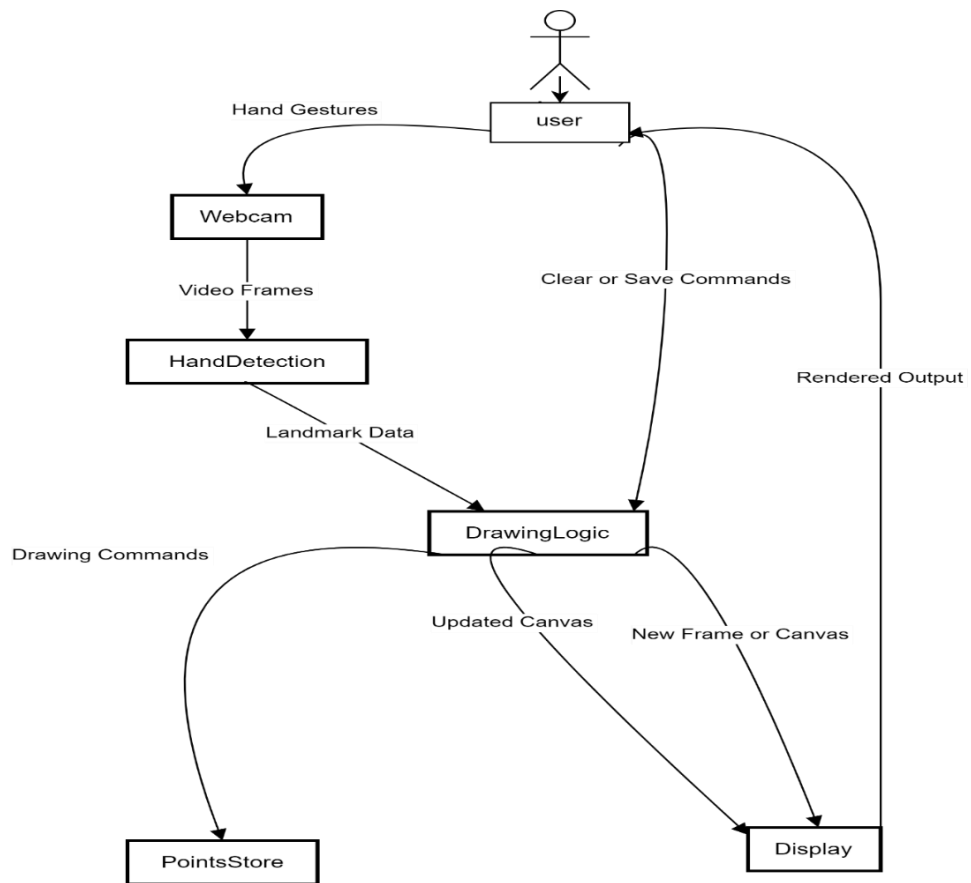 user
Hand Gestures
Webcam
Clear or Save Commands
Video Frames
HandDetection
Rendered Output
Landmark Data
DrawingLogic
Drawing Commands
Updated Canvas
New Frame or Canvas
Display
PointsStore